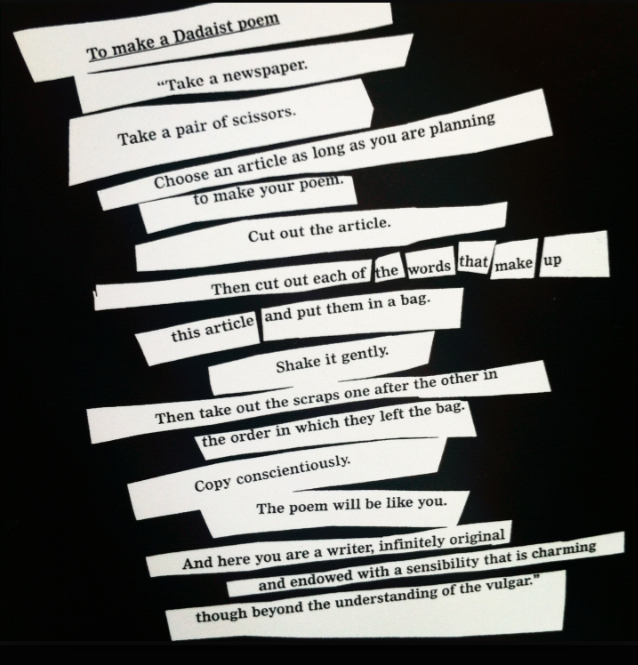 To make a Dadaist poem
“Take a newspaper.
Take a pair of scissors.
Choose an article as long as you are planning
to make your poem.
Cut out the article.
Then cut out each of the words that make up
this article and put them in a bag.
Shake it gently.
Then take out the scraps one after the other in
the order in which they left the bag.
Copy conscientiously.
The poem will be like you.
And here you are a writer, infinitely original
and endowed with a sensibility that is charming
though beyond the understanding of the vulgar.”